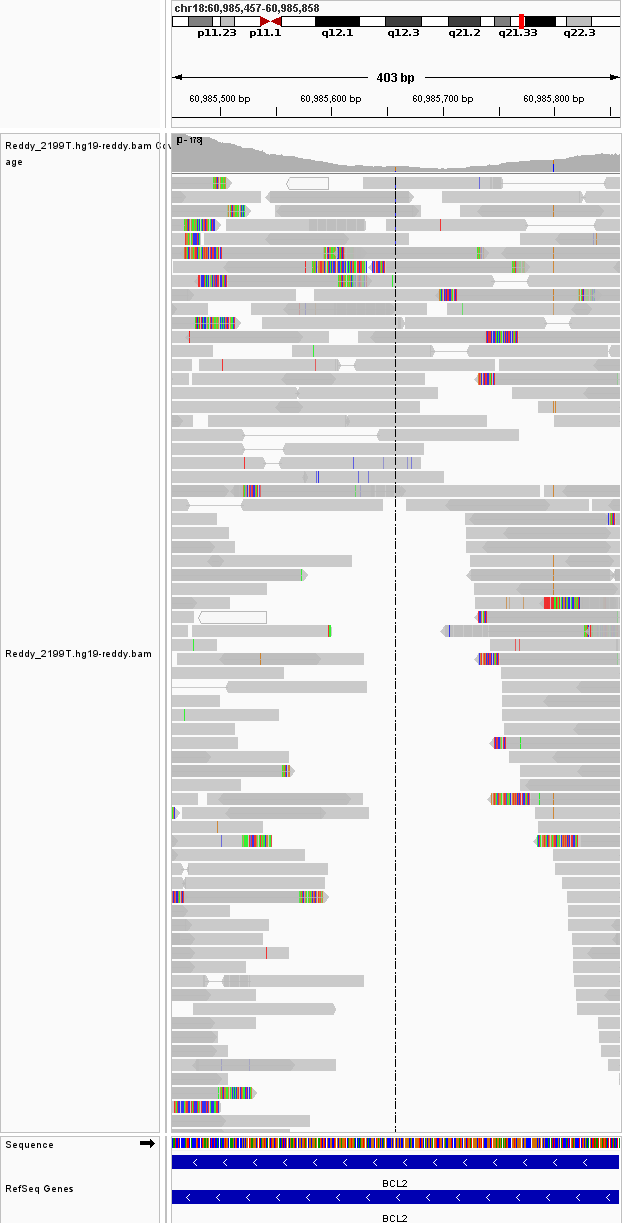 chr18:60,985,457-60,985,858
p11.23 p11.1 q12.1 q12.3 q21.2 q21.33 q22.3
403 bp
60,985,500 bp 60,985,600 bp 60,985,700 bp 60,985,800 bp
Reddy_2199T.hg19-reddy.bam Cov
age
[0 - 178]
Reddy_2199T.hg19-reddy.bam
Sequence
RefSeq Genes
BCL2
BCL2